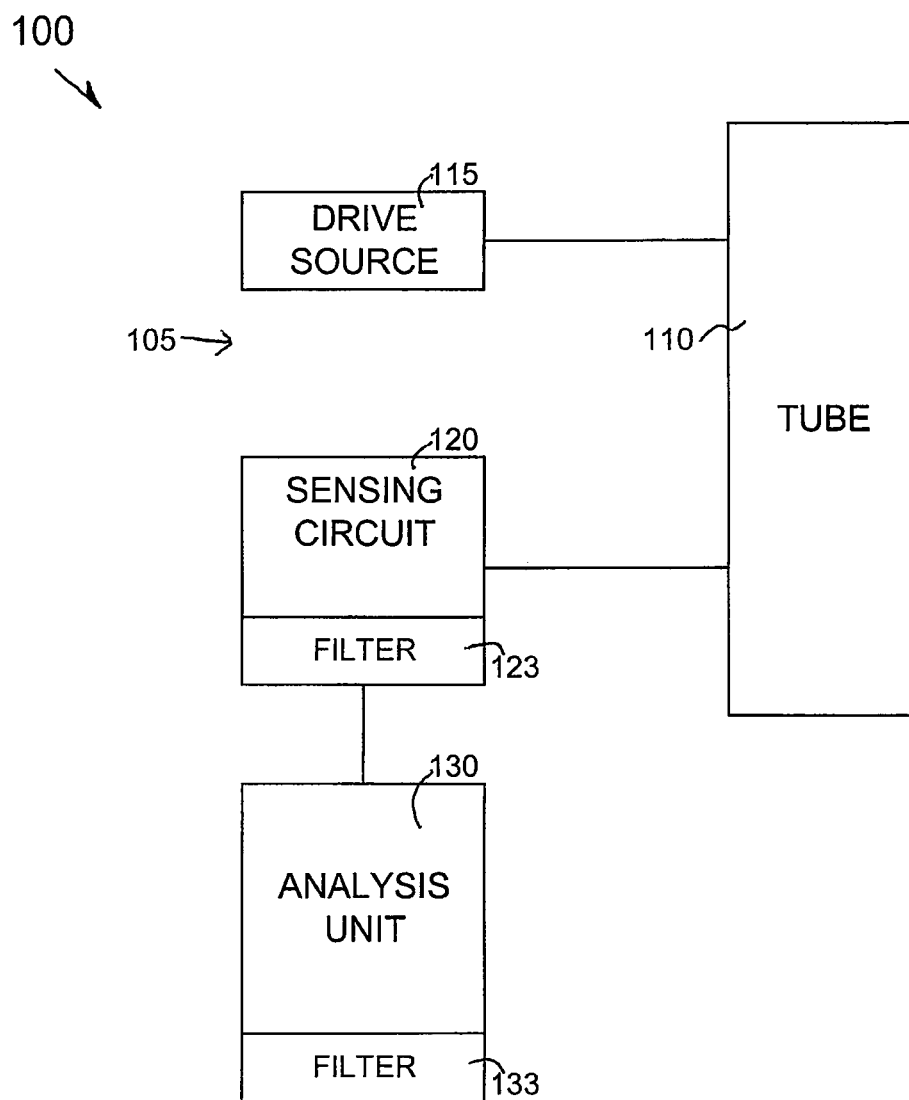 100
115
DRIVE
SOURCE
105
110
TUBE
120
SENSING
CIRCUIT
FILTER
123
130
ANALYSIS
UNIT
FILTER
133